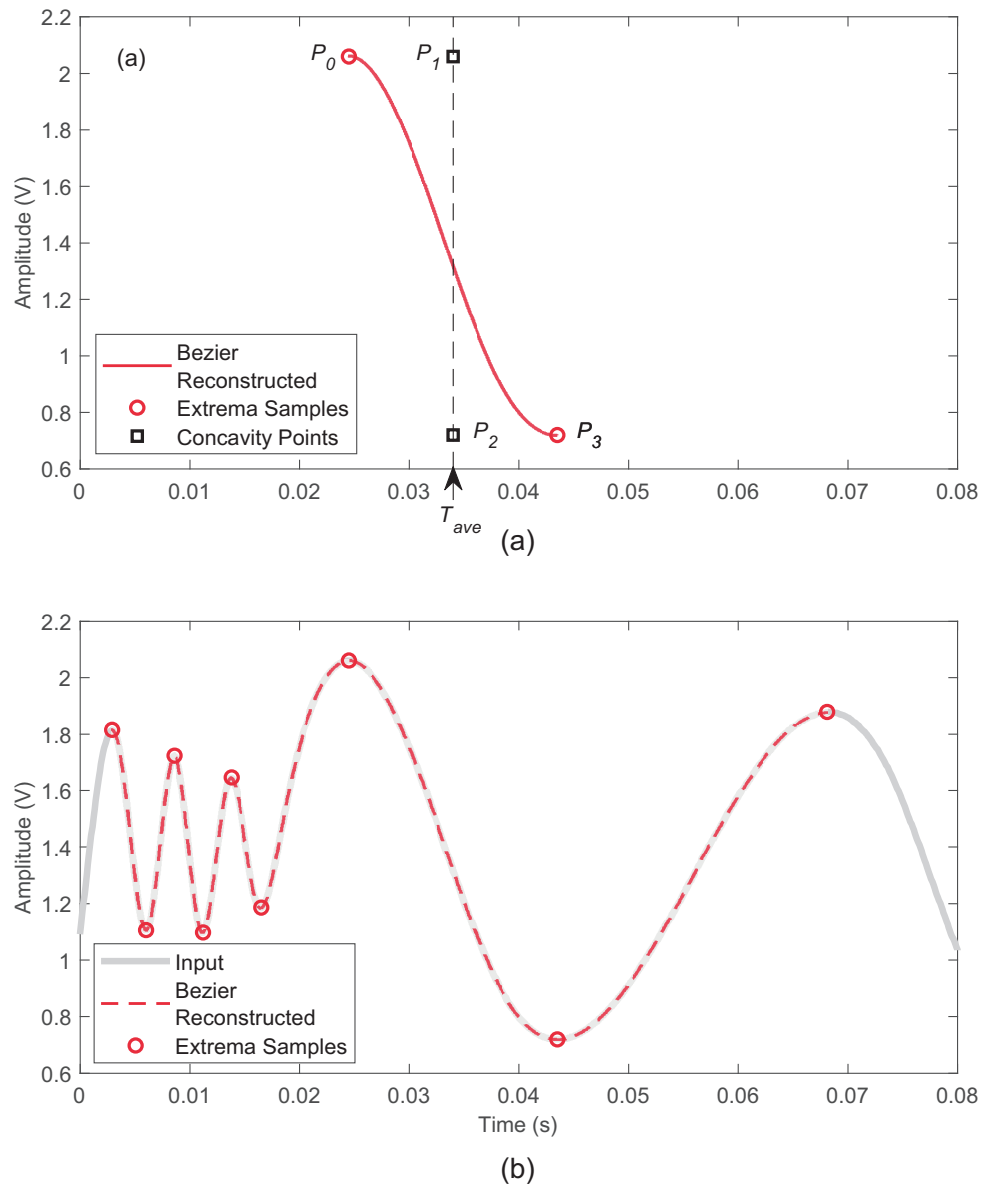 2.2
(a)
P0
P1
2
1.8
1.6
Amplitude (V)
1.4
1.2
1
Bezier
Reconstructed
0.8
Extrema Samples
Concavity Points
P2
P3
0.6
0 0.01 0.02 0.03 0.04 0.05 0.06 0.07 0.08
Tave
(a)
2.2
2
1.8
1.6
Amplitude (V)
1.4
1.2
1
Input
Bezier
Reconstructed
0.8
Extrema Samples
0.6
0 0.01 0.02 0.03 0.04 0.05 0.06 0.07 0.08
Time (s)
(b)